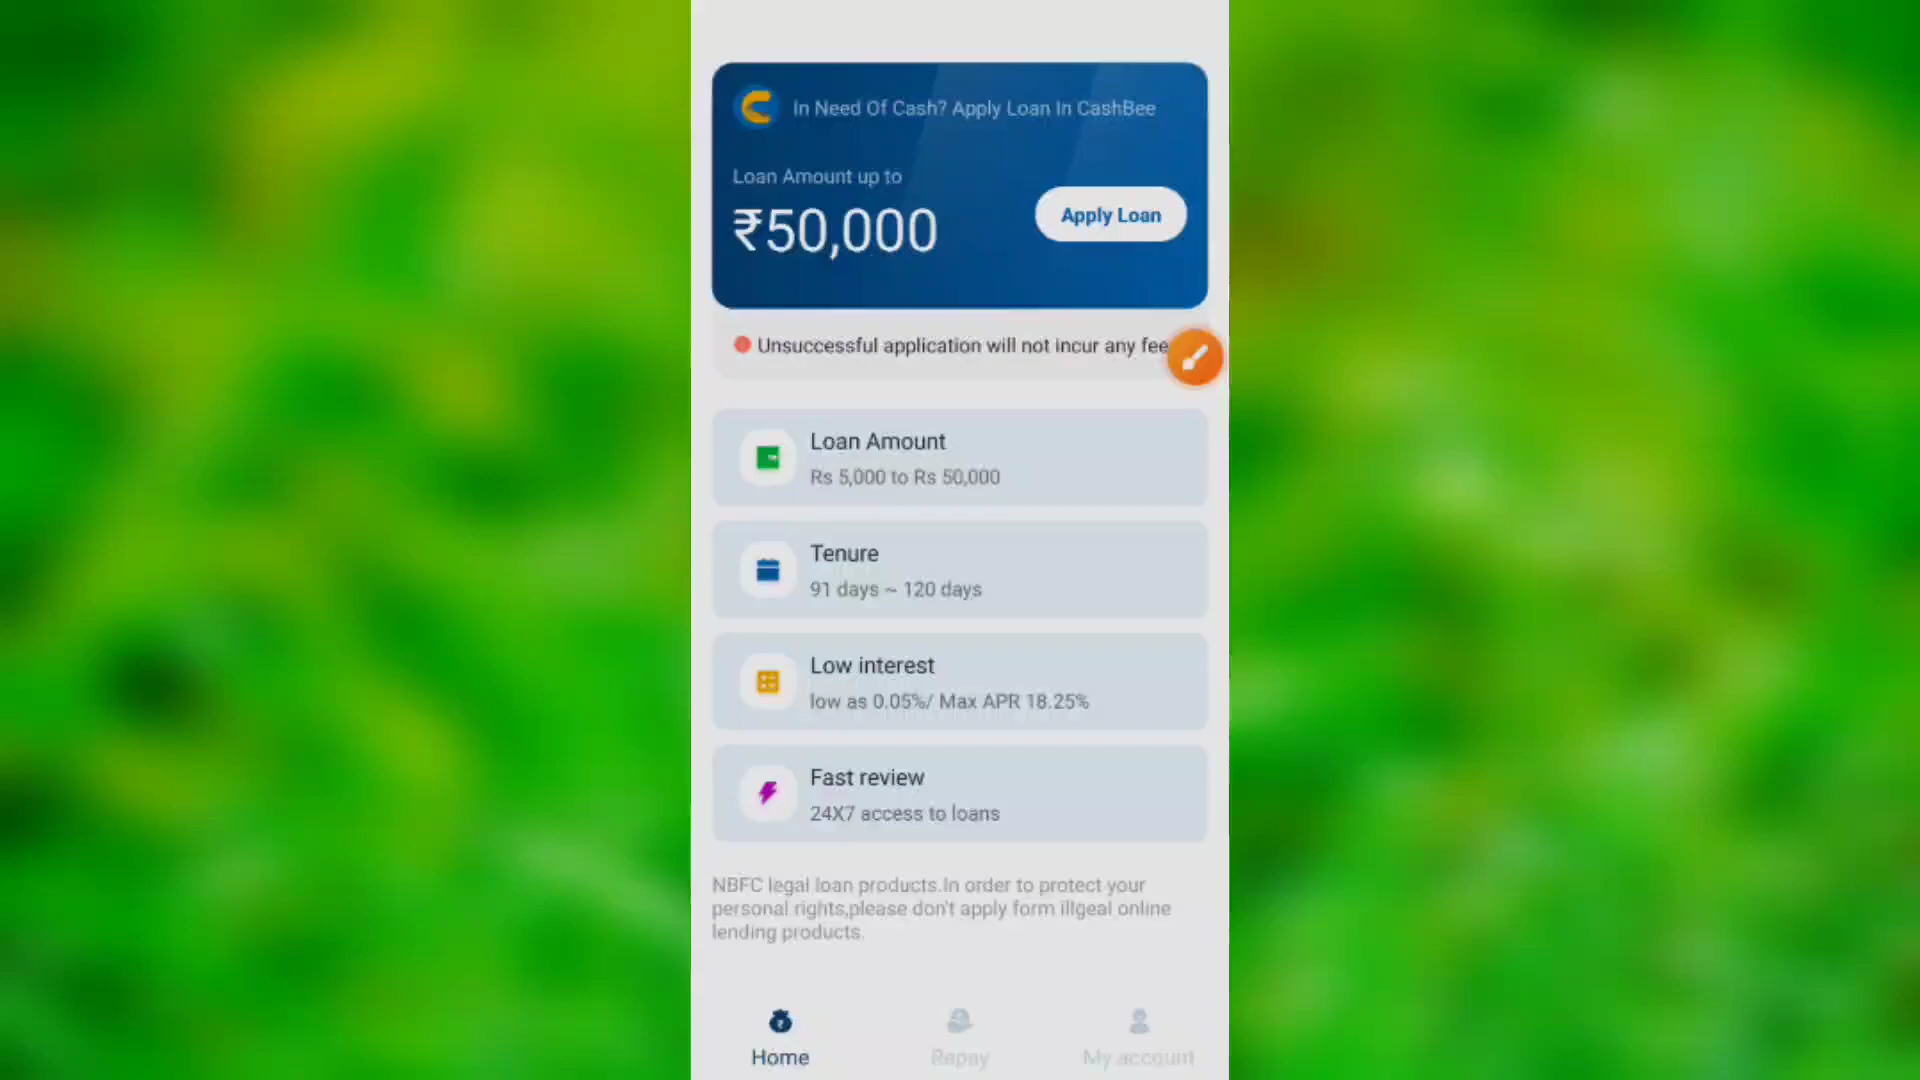 In Need Of Cash? Apply Loan In CashBee
Loan Amount up to
₹50,000
Apply Loan
Unsuccessful application will not incur any fee
Loan Amount
Rs 5,000 to Rs 50,000
Tenure
91 days ~ 120 days
Low interest
low as 0.05%/ Max APR 18.25%
Fast review
24X7 access to loans
NBFC legal loan products.In order to protect your
personal rights,please don't apply form illgeal online
lending products.
Home
Repay
My account